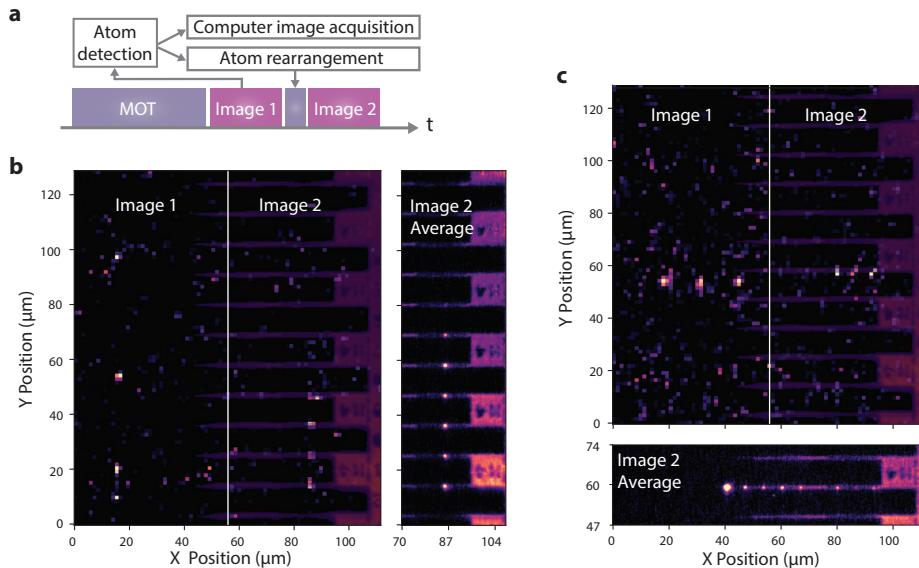 a
Atom
detection
Computer image acquisition
Atom rearrangement
MOT
Image 1
Image 2
t
b
Image 1
Image 2
Image 2
Average
120
100
80
60
40
20
0
Y Position (μm)
0
20
40
60
80
100
70
87
104
X Position (μm)
c
Image 1
Image 2
120
100
80
60
40
20
0
Y Position (μm)
Image 2
Average
74
60
47
0
20
40
60
80
100
X Position (μm)